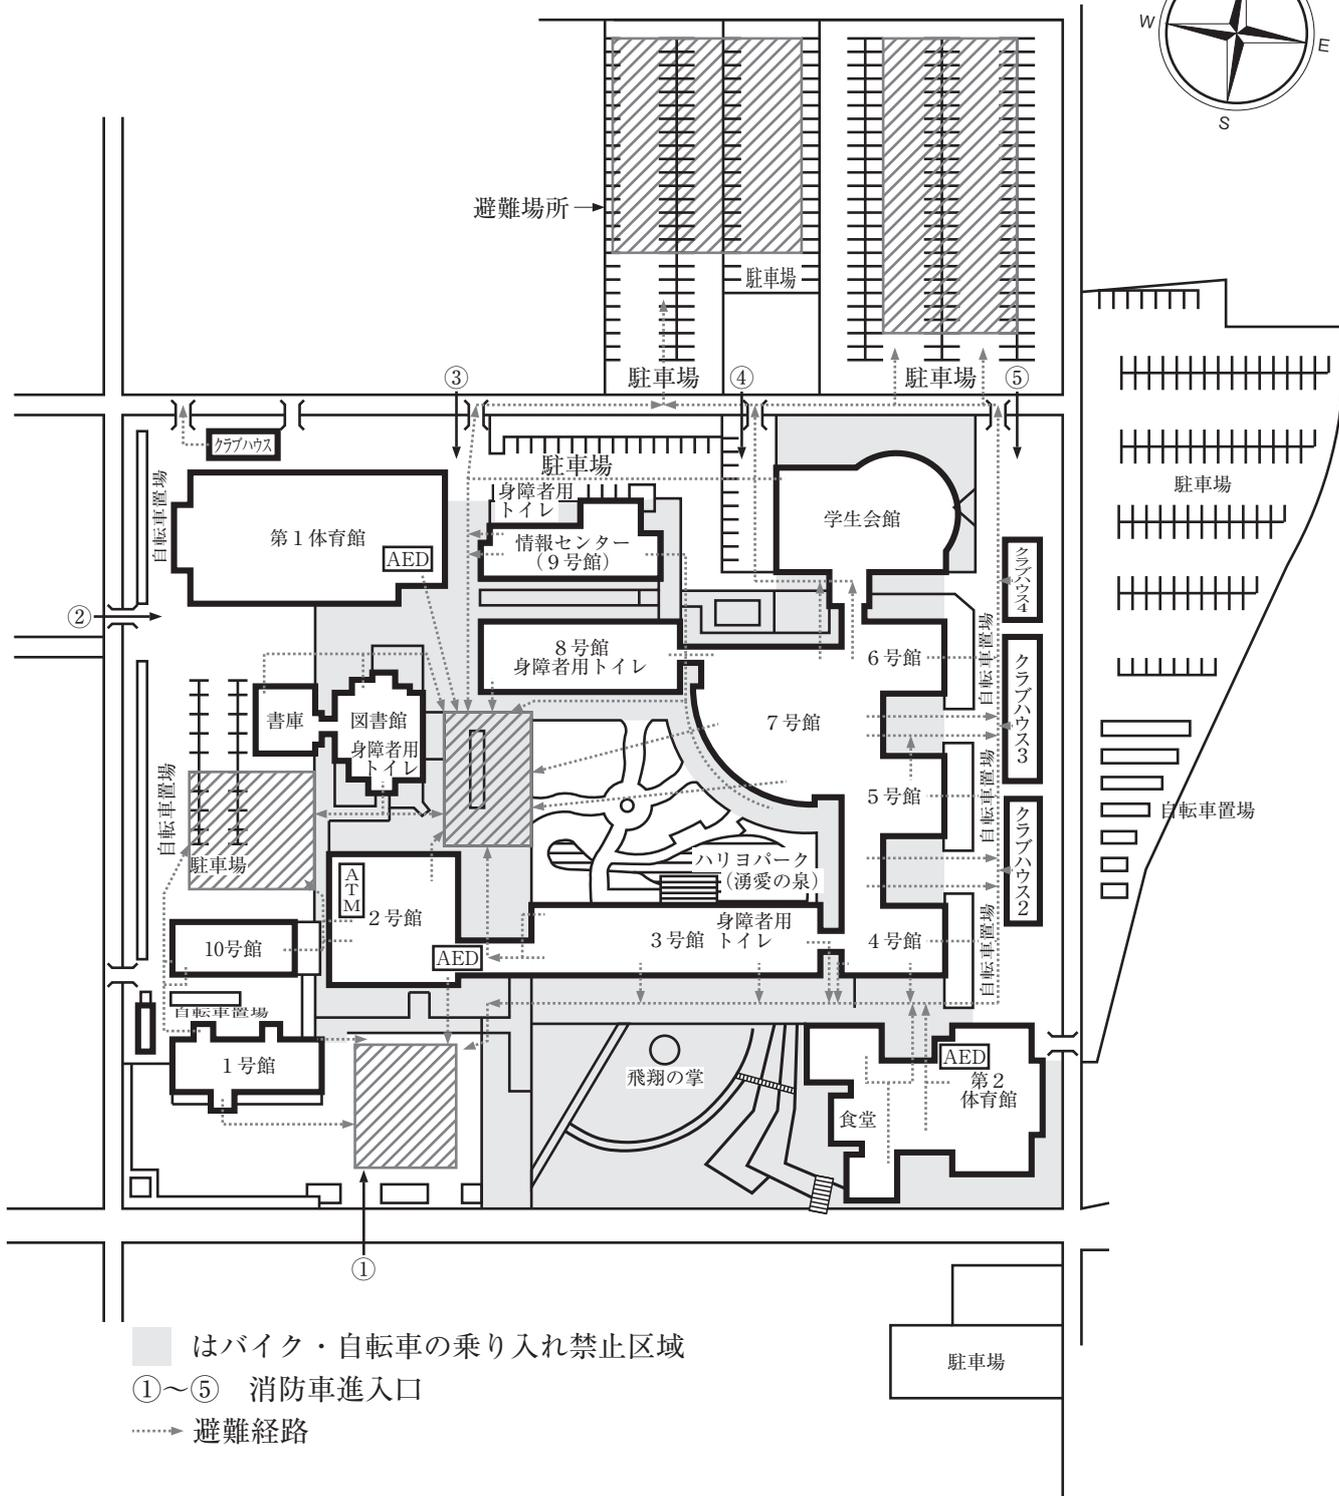 W
E
S
避難場所
駐車場
駐車場
駐車場
③
④
⑤
クラブハウス
自転車置場
駐車場
身障者用
トイレ
第1体育館
AED
情報センター
（9号館）
学生会館
駐車場
クラブハウス4
②
8号館
身障者用トイレ
6号館
自転車置場
クラブハウス3
書庫
図書館
身障者用
トイレ
7号館
自転車置場
駐車場
5号館
自転車置場
自転車置場
クラブハウス2
ハリヨパーク
（湧愛の泉）
ATM
2号館
10号館
AED
3号館
身障者用
トイレ
4号館
自転車置場
自転車置場
1号館
飛翔の掌
AED
第2
体育館
食堂
①
はバイク・自転車の乗り入れ禁止区域
①～⑤　消防車進入口
避難経路
駐車場